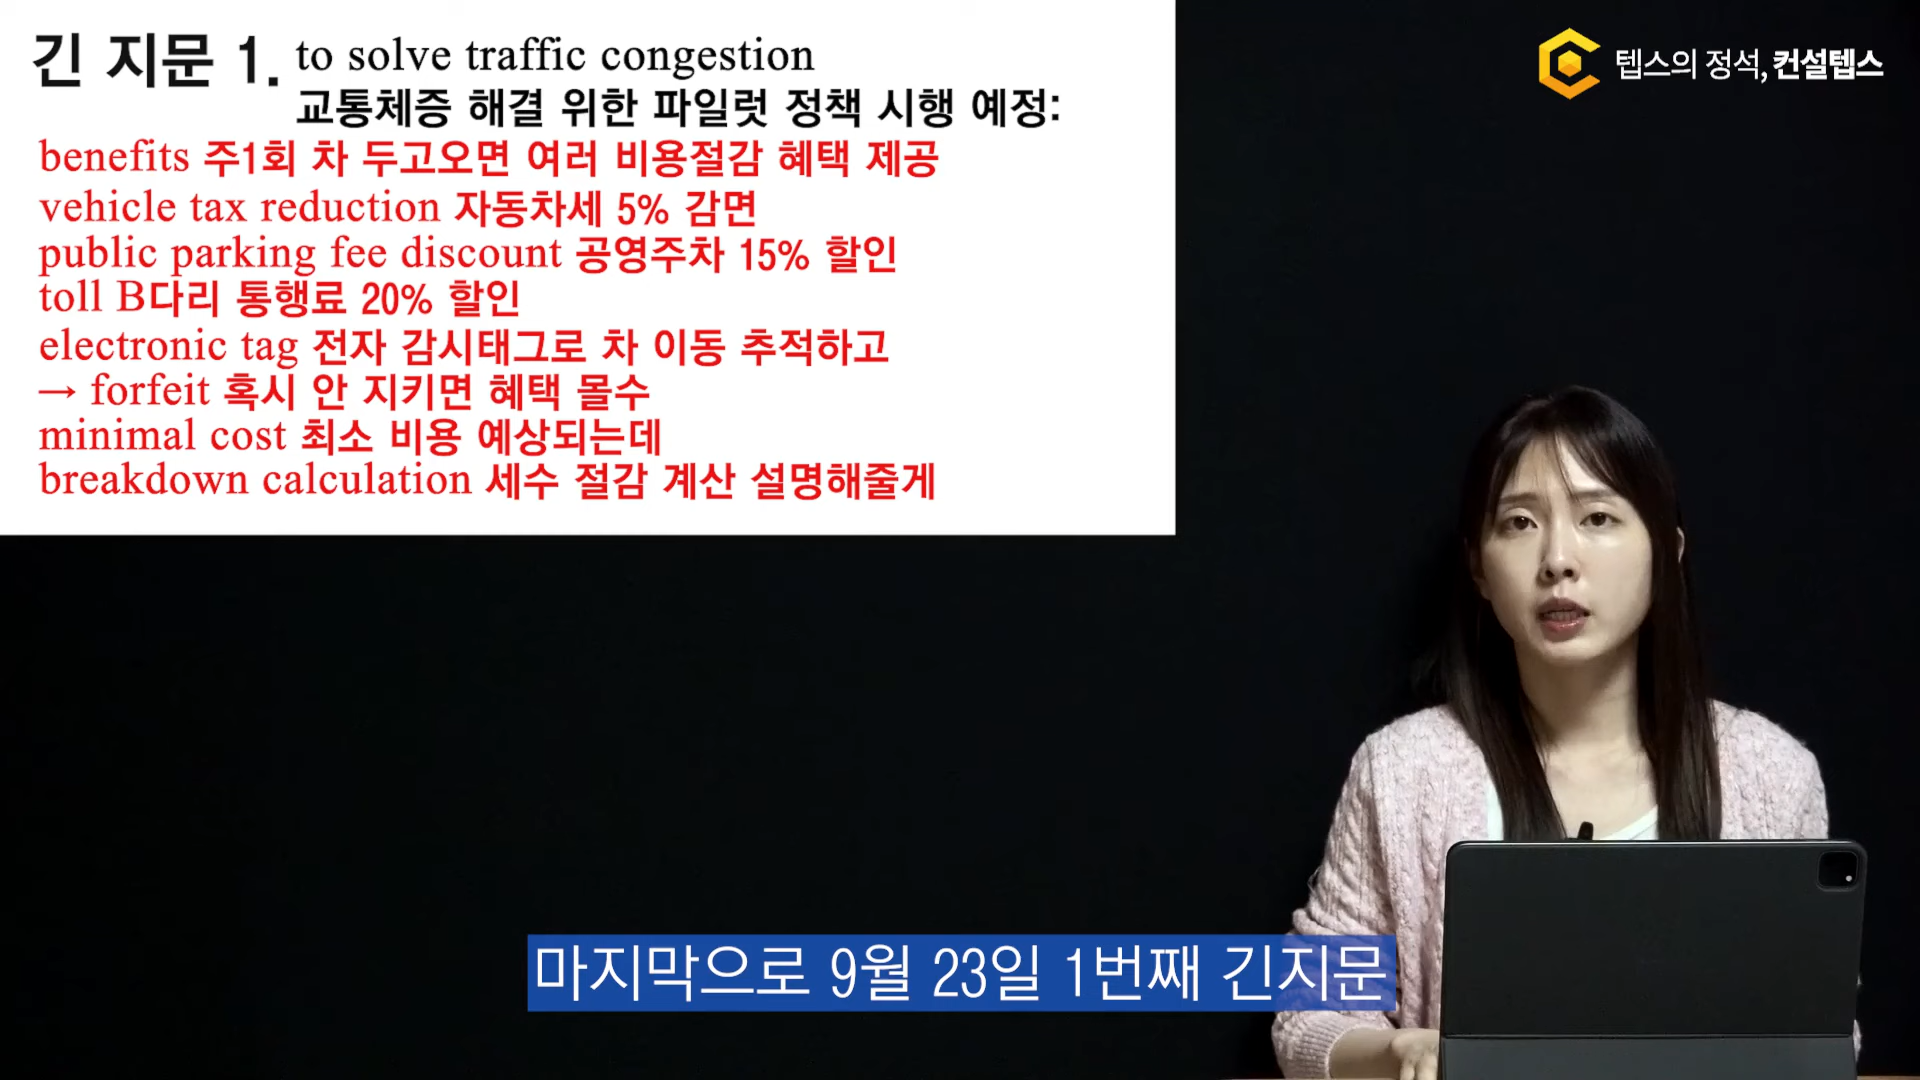 긴 지문 1. to solve traffic congestion
교통체증 해결 위한 파일럿 정책 시행 예정:
benefits 주1회 차 두고오면 여러 비용절감 혜택 제공
vehicle tax reduction 자동차세 5% 감면
public parking fee discount 공영주차 15% 할인
toll B다리 통행료 20% 할인
electronic tag 전자 감시태그로 차 이동 추적하고
→ forfeit 혹시 안 지키면 혜택 몰수
minimal cost 최소 비용 예상되는데
breakdown calculation 세수 절감 계산 설명해줄게
텝스의 정석, 컨설텝스
마지막으로 9월 23일 1번째 긴지문